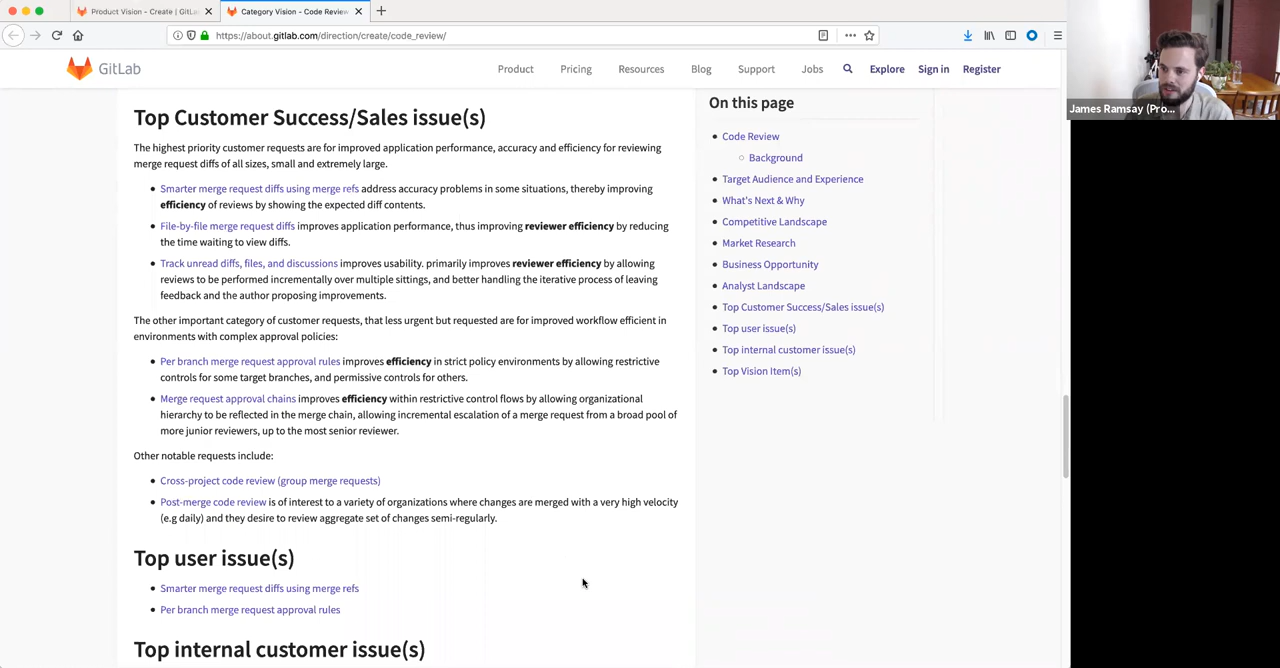 Product Vision - Create | GitLa
Category Vision - Code Review
https://about.gitlab.com/direction/create/code_review/
GitLab
Product
Pricing
Resources
Blog
Support
Jobs
Explore
Sign in
Register
James Ramsay (Pro...
Top Customer Success/Sales issue(s)
The highest priority customer requests are for improved application performance, accuracy and efficiency for reviewing
merge request diffs of all sizes, small and extremely large.
Smarter merge request diffs using merge refs address accuracy problems in some situations, thereby improving
efficiency of reviews by showing the expected diff contents.
File-by-file merge request diffs improves application performance, thus improving reviewer efficiency by reducing
the time waiting to view diffs.
Track unread diffs, files, and discussions improves usability. primarily improves reviewer efficiency by allowing
reviews to be performed incrementally over multiple sittings, and better handling the iterative process of leaving
feedback and the author proposing improvements.
The other important category of customer requests, that less urgent but requested are for improved workflow efficient in
environments with complex approval policies:
Per branch merge request approval rules improves efficiency in strict policy environments by allowing restrictive
controls for some target branches, and permissive controls for others.
Merge request approval chains improves efficiency within restrictive control flows by allowing organizational
hierarchy to be reflected in the merge chain, allowing incremental escalation of a merge request from a broad pool of
more junior reviewers, up to the most senior reviewer.
Other notable requests include:
Cross-project code review (group merge requests)
Post-merge code review is of interest to a variety of organizations where changes are merged with a very high velocity
(e.g daily) and they desire to review aggregate set of changes semi-regularly.
Top user issue(s)
Smarter merge request diffs using merge refs
Per branch merge request approval rules
Top internal customer issue(s)
On this page
Code Review
Background
Target Audience and Experience
What's Next & Why
Competitive Landscape
Market Research
Business Opportunity
Analyst Landscape
Top Customer Success/Sales issue(s)
Top user issue(s)
Top internal customer issue(s)
Top Vision Item(s)